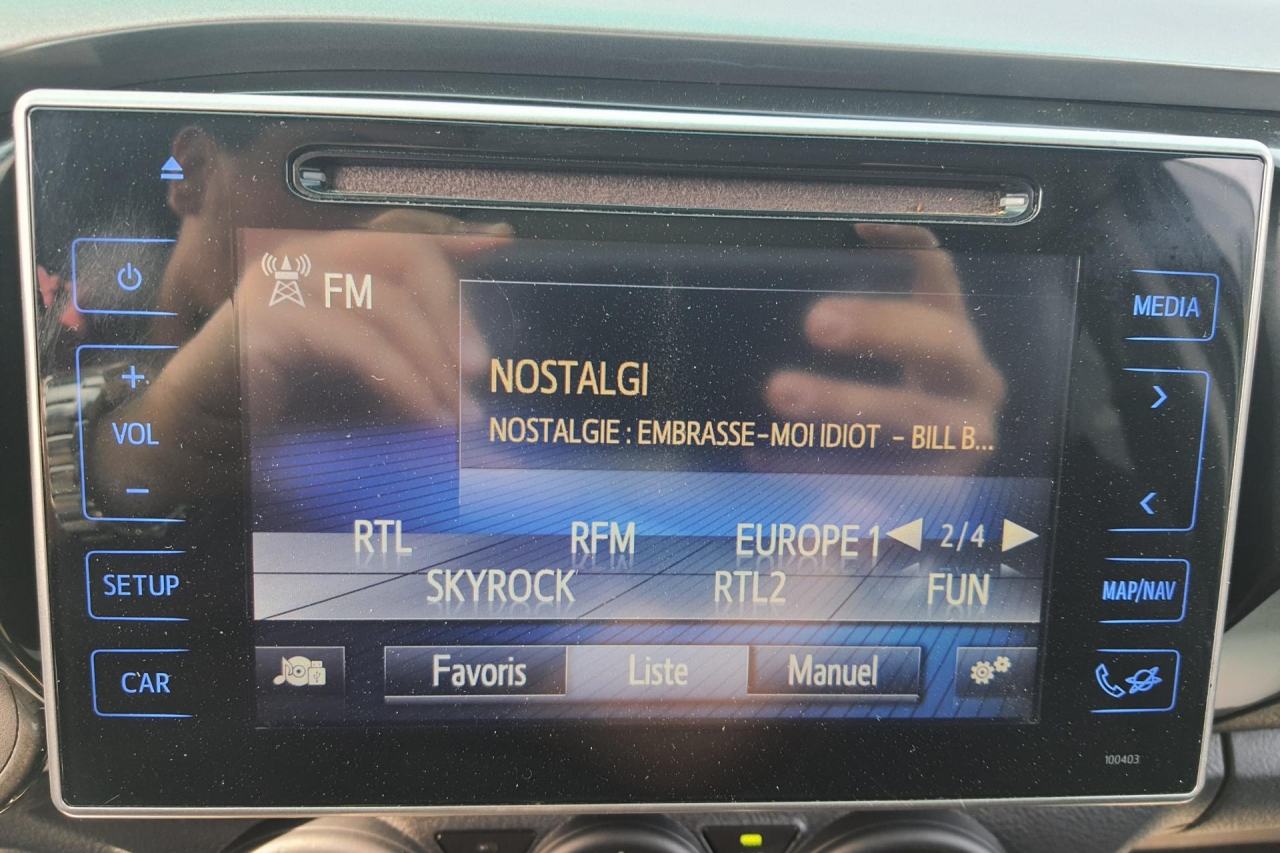 FM
NOSTALGI
NOSTALGIE : EMBRASSE-MOI IDIOT - BILL B...
RTL RFM EUROPE 1 2/4
SKYROCK RTL2 FUN
Favoris Liste Manuel
+
VOL
-
SETUP
CAR
MEDIA
MAP/NAV
100403